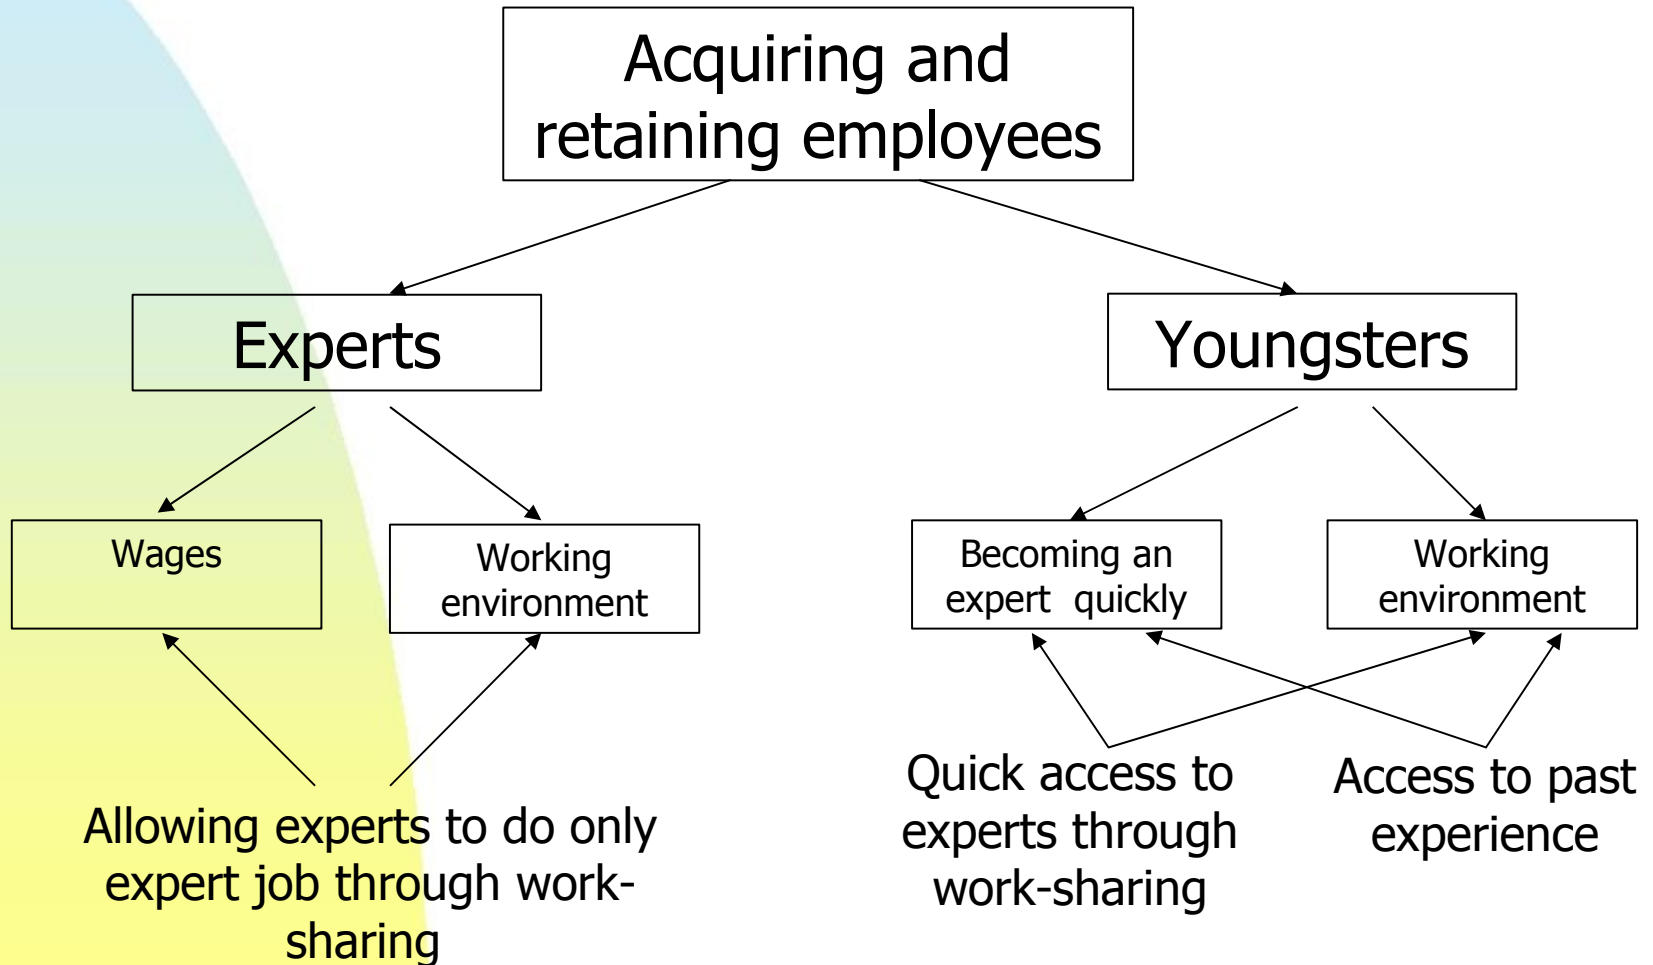 Acquiring and
retaining employees
Experts
Youngsters
Wages
Working
environment
Becoming an
expert quickly
Working
environment
Allowing experts to do only
expert job through work-
sharing
Quick access to
experts through
work-sharing
Access to past
experience